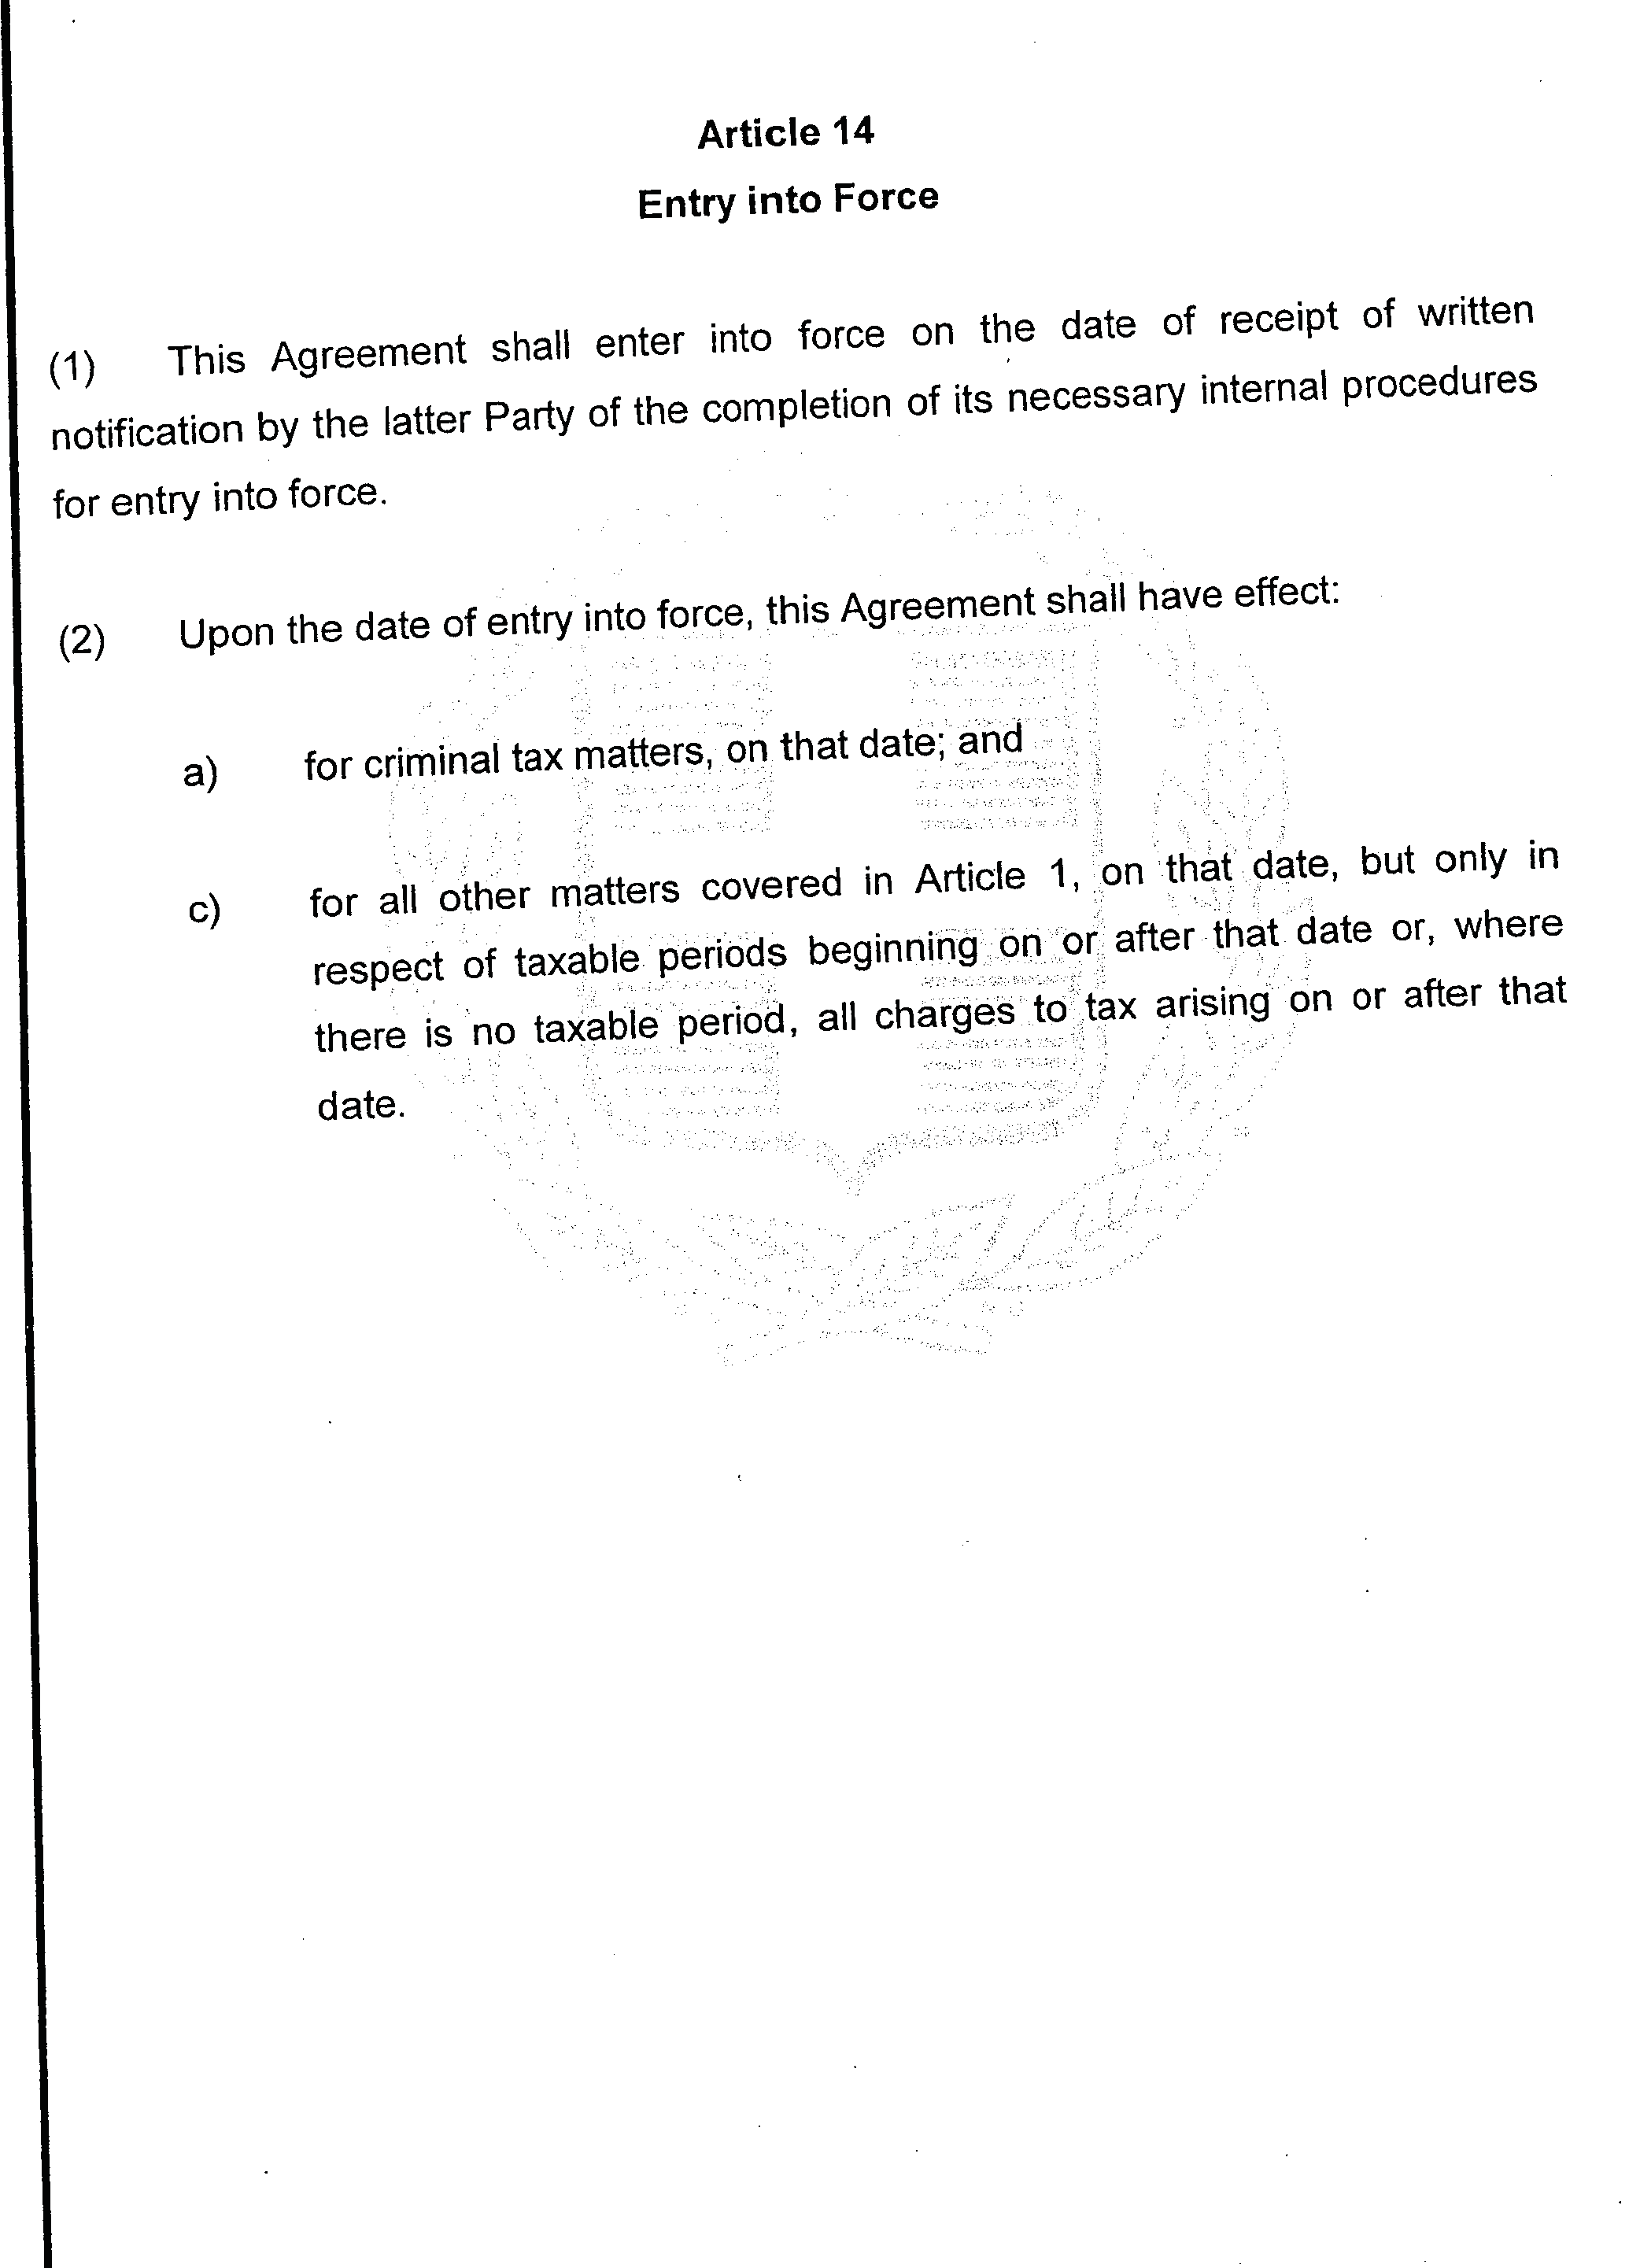 Article 14
Entry into Force
(1) This Agreement shall enter into force on the date of receipt of written
notification by the latter Party of the completion of its necessary internal procedures
for entry into force.
(2) Upon the date of entry into force, this Agreement shall have effect:
a) for criminal tax matters, on that date; and
c) for all other matters covered in Article 1, on that date, but only in
respect of taxable periods beginning on or after that date or, where
there is no taxable period, all charges to tax arising on or after that
date.